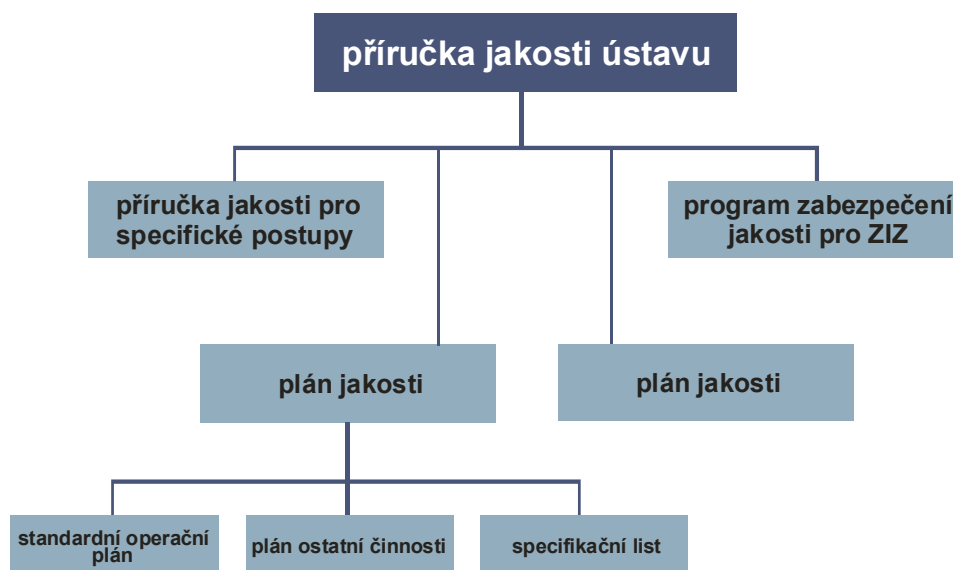 příručka jakosti ústavu
příručka jakosti pro
specifické postupy
program zabezpečení
jakosti pro ZIZ
plán jakosti
plán jakosti
standardní operační
plán
plán ostatní činnosti
specifikační list